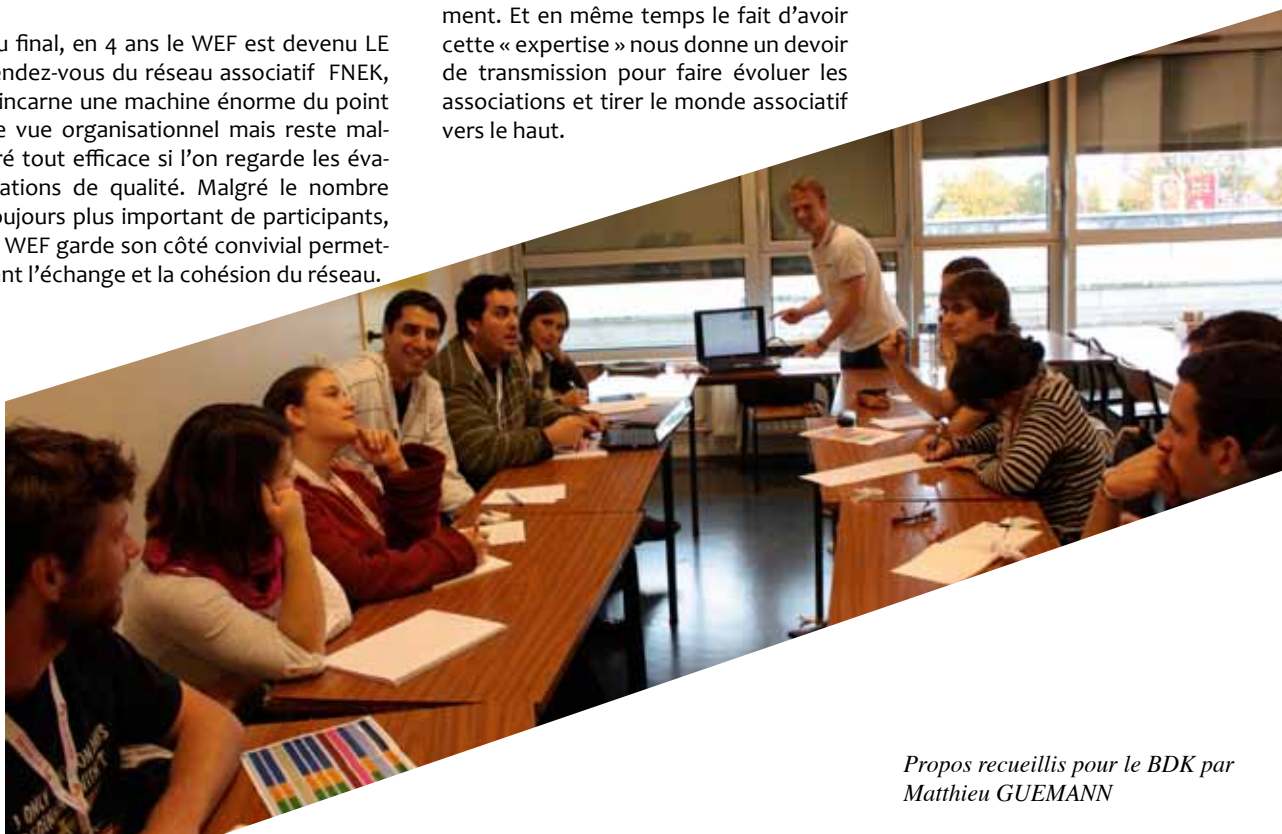 u final, en 4 ans le WEF est devenu LE
endez-vous du réseau associatif FNEK,
incarne une machine énorme du point
e vue organisationnel mais reste mal-
ré tout efficace si l'on regarde les éva-
ations de qualité. Malgré le nombre
oujours plus important de participants,
WEF garde son côté convivial permet-
ent l'échange et la cohésion du réseau.
ment. Et en même temps le fait d'avoir
cette « expertise » nous donne un devoir
de transmission pour faire évoluer les
associations et tirer le monde associatif
vers le haut.
Propos recueillis pour le BDK par
Matthieu GUEMANN